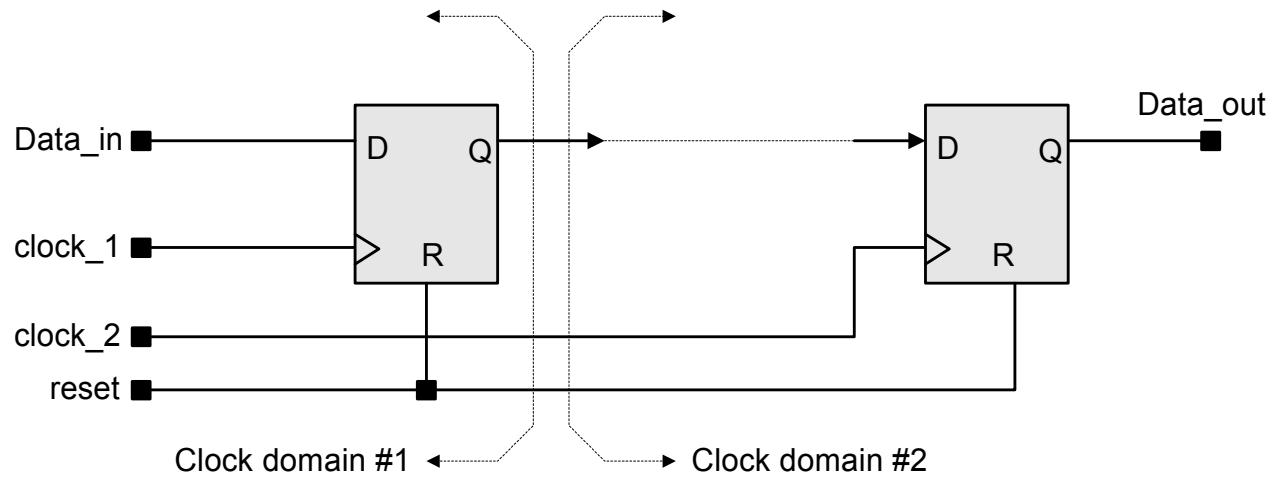 Data_out
Data_in
D
Q
D
Q
clock_1
R
R
clock_2
reset
Clock domain #1
Clock domain #2